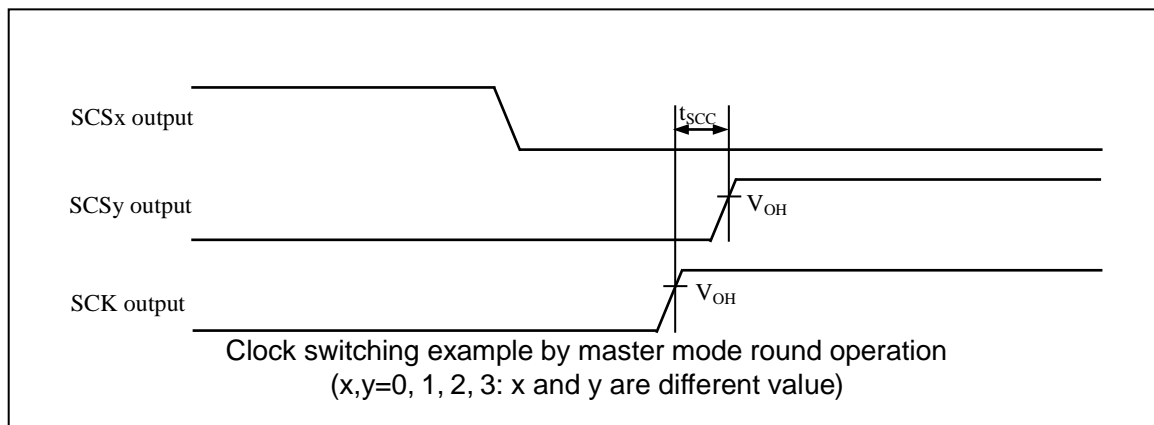 SCSx output
tSCC
SCSy output
VOH
SCK output
VOH
Clock switching example by master mode round operation
(x,y=0, 1, 2, 3: x and y are different value)